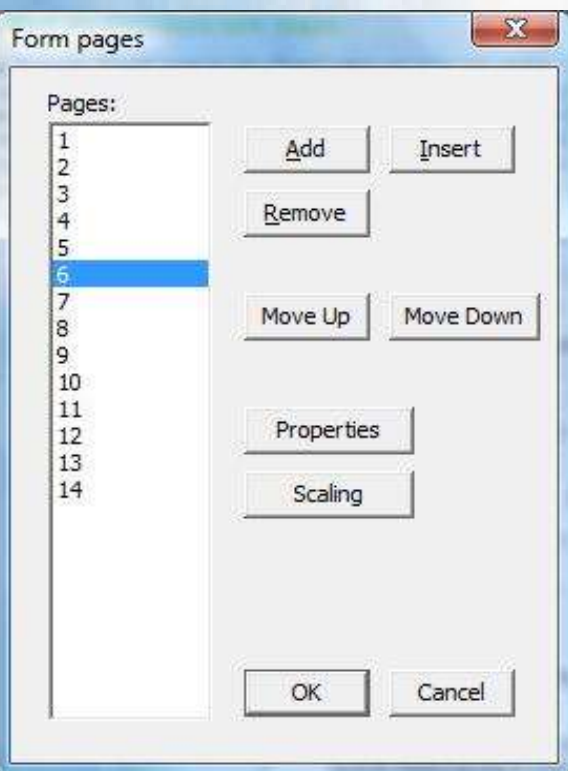 Form pages
Pages:
1
2
3
4
5
6
7
8
9
10
11
12
13
14
Add
Insert
Remove
Move Up
Move Down
Properties
Scaling
OK
Cancel